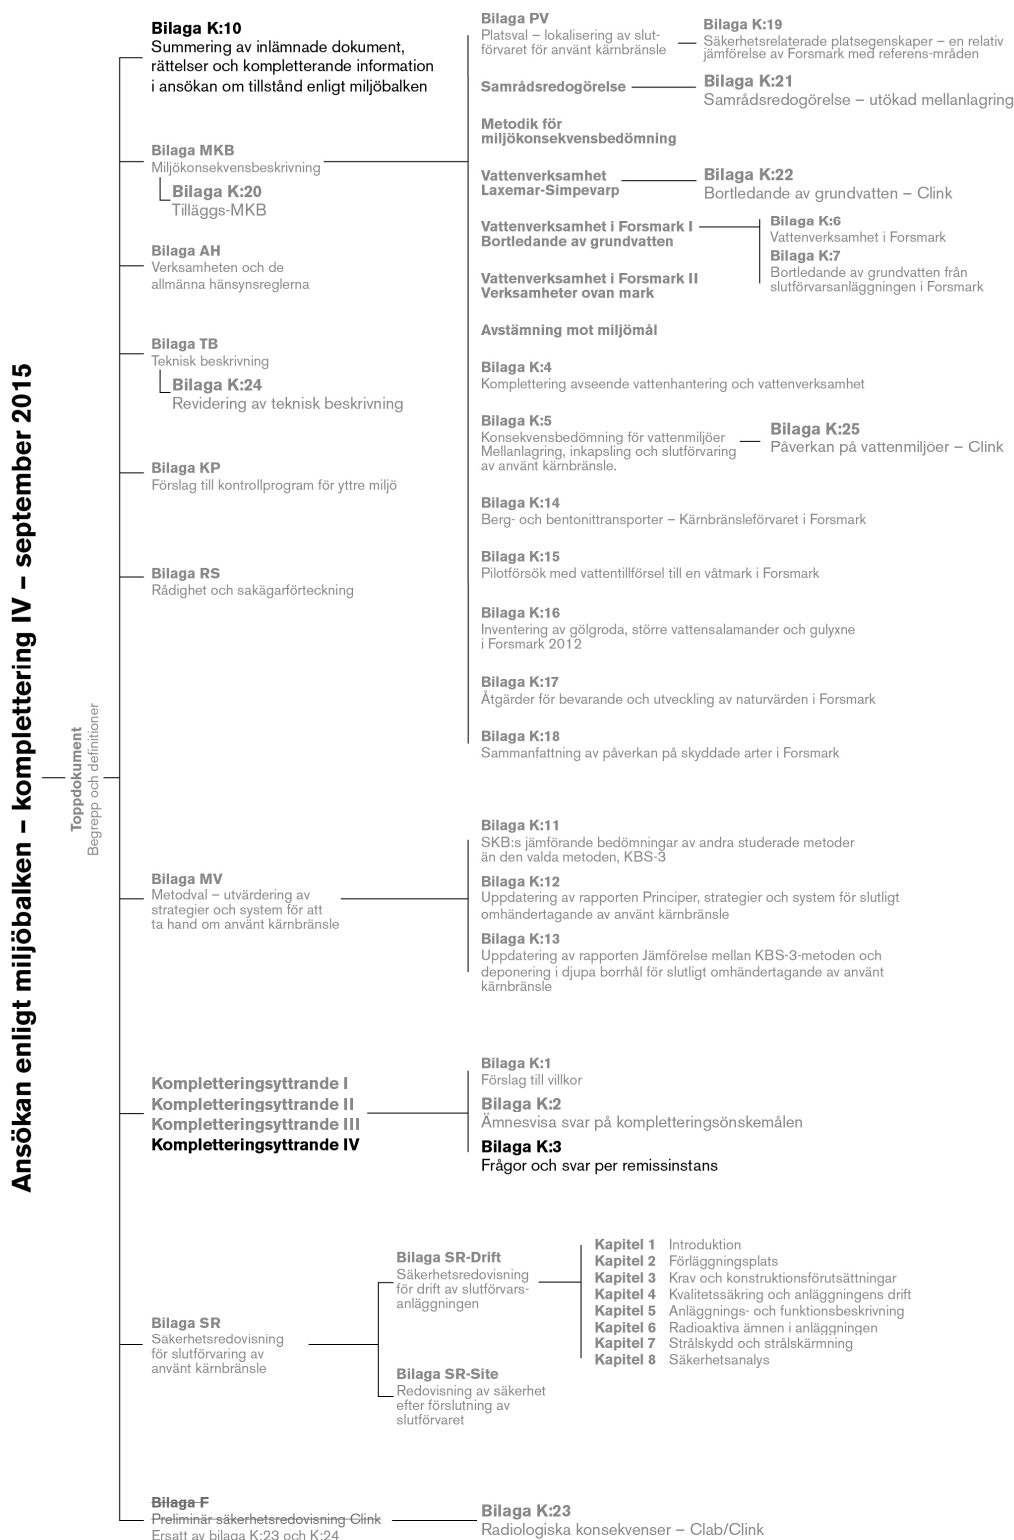 Ansökan enligt miljöbalken – komplettering IV – september 2015
Toppdokument
Begrepp och definitioner
Bilaga K:10
Summering av inlämnade dokument,
rättelser och kompletterande information
i ansökan om tillstånd enligt miljöbalken
Bilaga MKB
Miljökonsekvensbeskrivning
Bilaga K:20
Tilläggs-MKB
Bilaga AH
Verksamheten och de
allmänna hänsynsreglerna
Bilaga TB
Teknisk beskrivning
Bilaga K:24
Revidering av teknisk beskrivning
Bilaga KP
Förslag till kontrollprogram för yttre miljö
Bilaga RS
Rådighet och sakägarförteckning
Bilaga PV
Platsval – lokalisering av slut-
förvaret för använt kärnbränsle
Bilaga K:19
Säkerhetsrelaterade platsegenskaper – en relativ
jämförelse av Forsmark med referens-mråden
Samrådsredogörelse
Bilaga K:21
Samrådsredogörelse – utökad mellanlagring
Metodik för
miljökonsekvensbedömning
Vattenverksamhet
Laxemar-Simpevarp
Bilaga K:22
Bortledande av grundvatten – Clink
Vattenverksamhet i Forsmark I
Bortledande av grundvatten
Bilaga K:6
Vattenverksamhet i Forsmark
Bilaga K:7
Bortledande av grundvatten från
slutförvarsanläggningen i Forsmark
Vattenverksamhet i Forsmark II
Verksamheter ovan mark
Avstämning mot miljömål
Bilaga K:4
Komplettering avseende vattenhantering och vattenverksamhet
Bilaga K:5
Konsekvensbedömning för vattenmiljöer
Mellanlagring, inkapsling och slutförvaring
av använt kärnbränsle.
Bilaga K:25
Påverkan på vattenmiljöer – Clink
Bilaga K:14
Berg- och bentonittransporter – Kärnbränsleförvaret i Forsmark
Bilaga K:15
Pilotförsök med vattentillförsel till en våtmark i Forsmark
Bilaga K:16
Inventering av gölgroda, större vattensalamander och gulyxne
i Forsmark 2012
Bilaga K:17
Åtgärder för bevarande och utveckling av naturvärden i Forsmark
Bilaga K:18
Sammanfattning av påverkan på skyddade arter i Forsmark
Bilaga MV
Metodval – utvärdering av
strategier och system för att
ta hand om använt kärnbränsle
Bilaga K:11
SKB:s jämförande bedömningar av andra studerade metoder
än den valda metoden, KBS-3
Bilaga K:12
Uppdatering av rapporten Principer, strategier och system för slutligt
omhändertagande av använt kärnbränsle
Bilaga K:13
Uppdatering av rapporten Jämförelse mellan KBS-3-metoden och
deponering i djupa borrhål för slutligt omhändertagande av använt
kärnbränsle
Kompletteringsyttrande I
Kompletteringsyttrande II
Kompletteringsyttrande III
Kompletteringsyttrande IV
Bilaga K:1
Förslag till villkor
Bilaga K:2
Ämnesvisa svar på kompletteringsönskemålen
Bilaga K:3
Frågor och svar per remissinstans
Bilaga SR
Säkerhetsredovisning
för slutförvaring av
använt kärnbränsle
Bilaga SR-Drift
Säkerhetsredovisning
för drift av slutförvars-
anläggningen
Kapitel 1 Introduktion
Kapitel 2 Förläggningsplats
Kapitel 3 Krav och konstruktionsförutsättningar
Kapitel 4 Kvalitetssäkring och anläggningens drift
Kapitel 5 Anläggnings- och funktionsbeskrivning
Kapitel 6 Radioaktiva ämnen i anläggningen
Kapitel 7 Strålskydd och strålskärmning
Kapitel 8 Säkerhetsanalys
Bilaga SR-Site
Redovisning av säkerhet
efter förslutning av
slutförvaret
Bilaga F
Preliminär säkerhetsredovisning Clink
Ersatt av bilaga K:23 och K:24
Bilaga K:23
Radiologiska konsekvenser – Clab/Clink